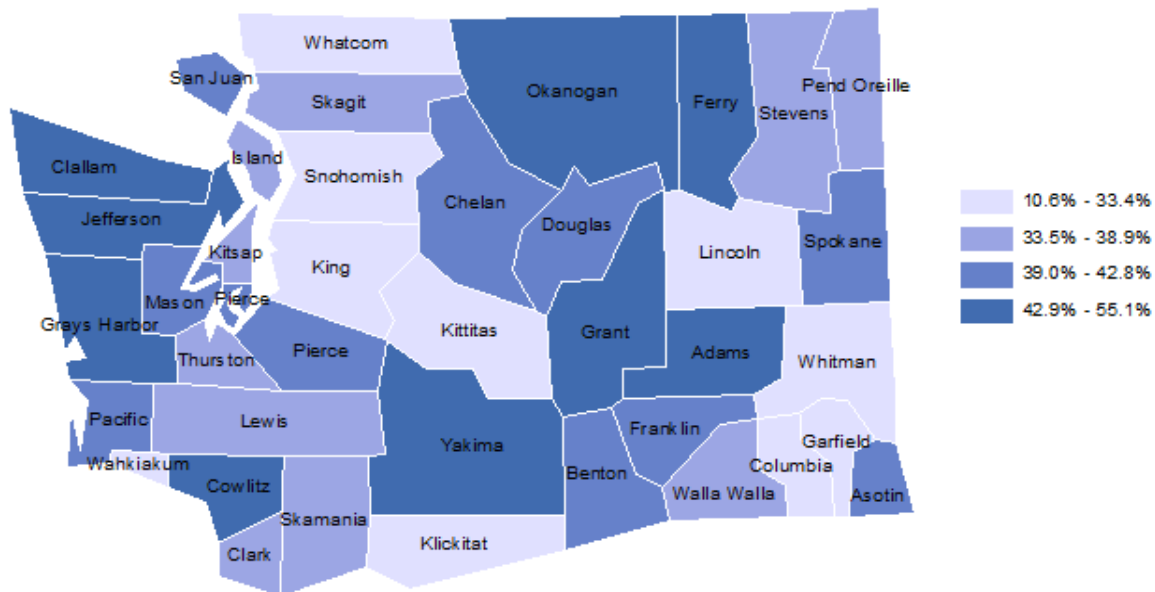 Whatcom
San Juan
Skagit
Okanogan
Ferry
Stevens
Pend Oreille
Island
Clallam
Snohomish
Jefferson
Chelan
Douglas
Kitsap
King
Lincoln
Spokane
Mason
Pierce
Grays Harbor
Kittitas
Grant
Thurston
Pierce
Adams
Whitman
Pacific
Lewis
Yakima
Franklin
Garfield
Wahkiakum
Columbia
Benton
Cowlitz
Walla Walla
Asotin
Skamania
Clark
Klickitat
10.6% - 33.4%
33.5% - 38.9%
39.0% - 42.8%
42.9% - 55.1%